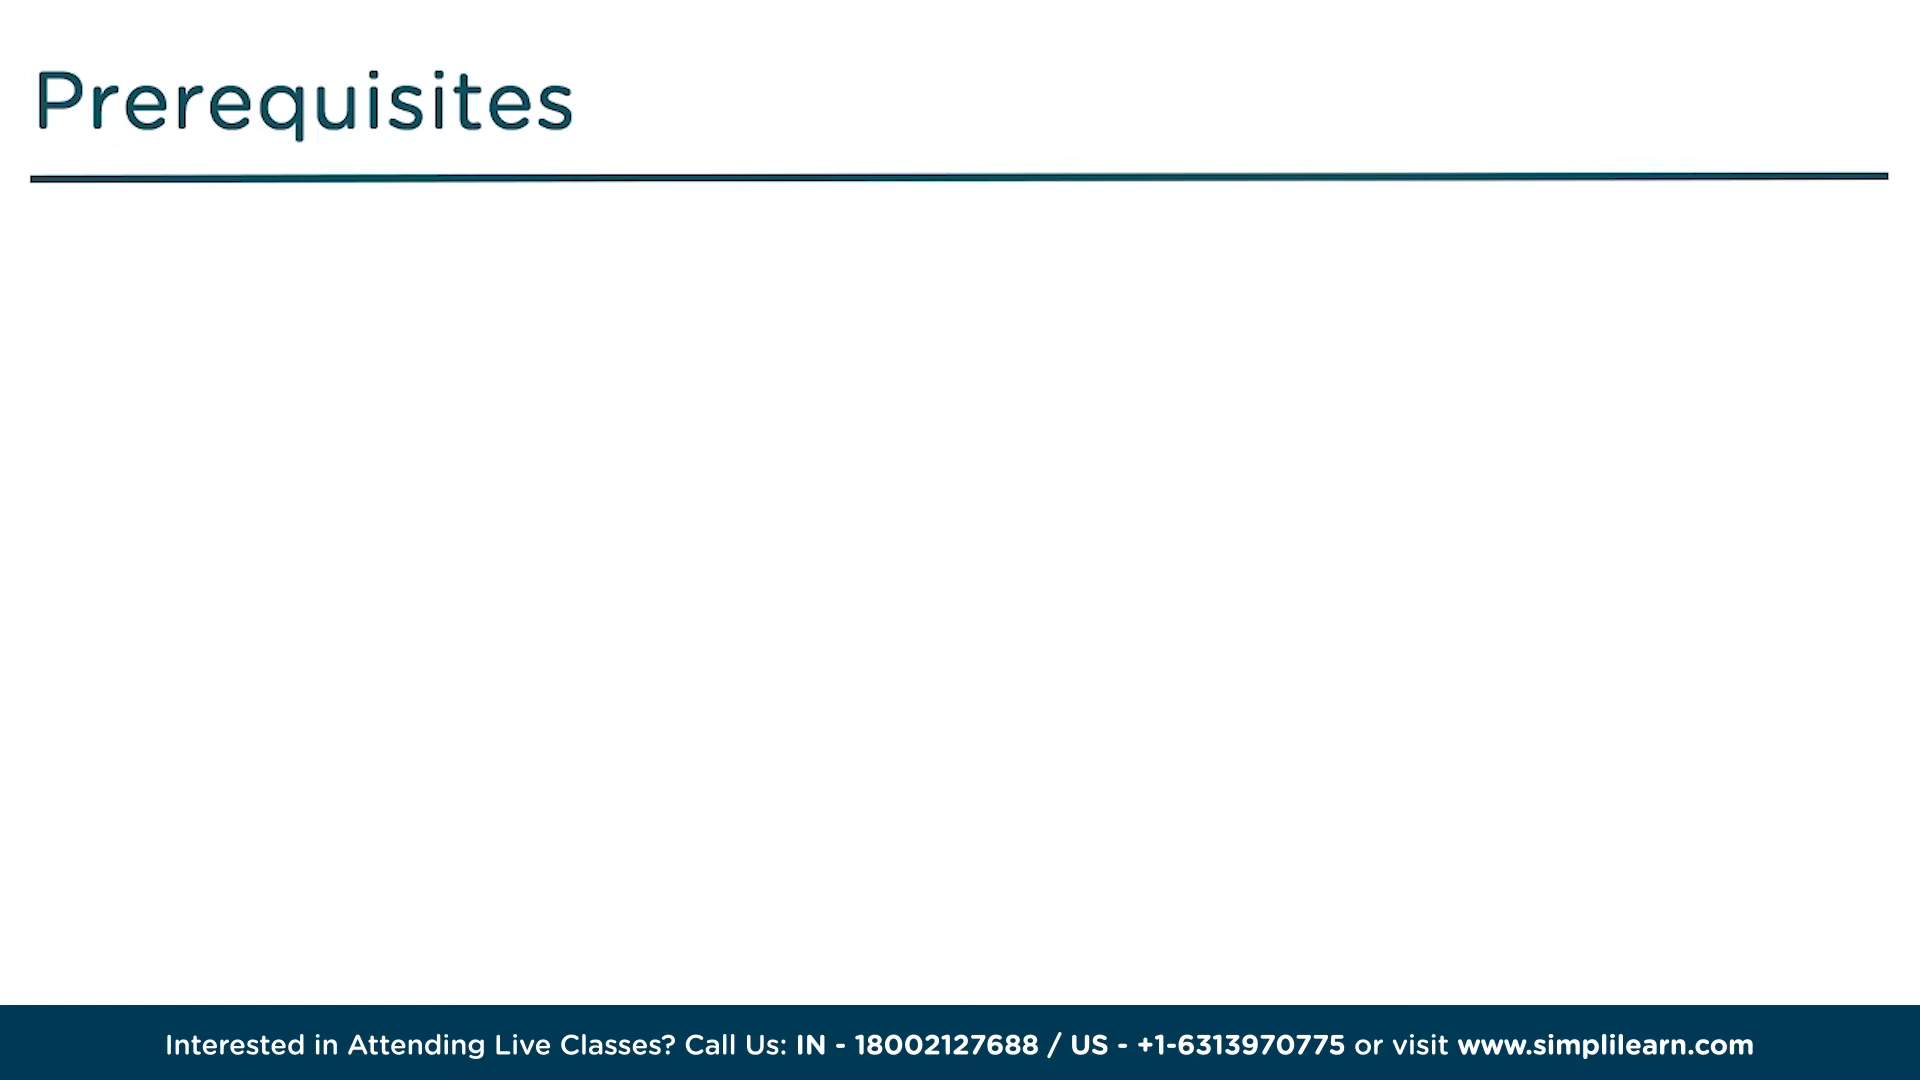 Prerequisites
Interested in Attending Live Classes? Call Us: IN - 18002127688 / US - +1-6313970775 or visit www.simplilearn.com